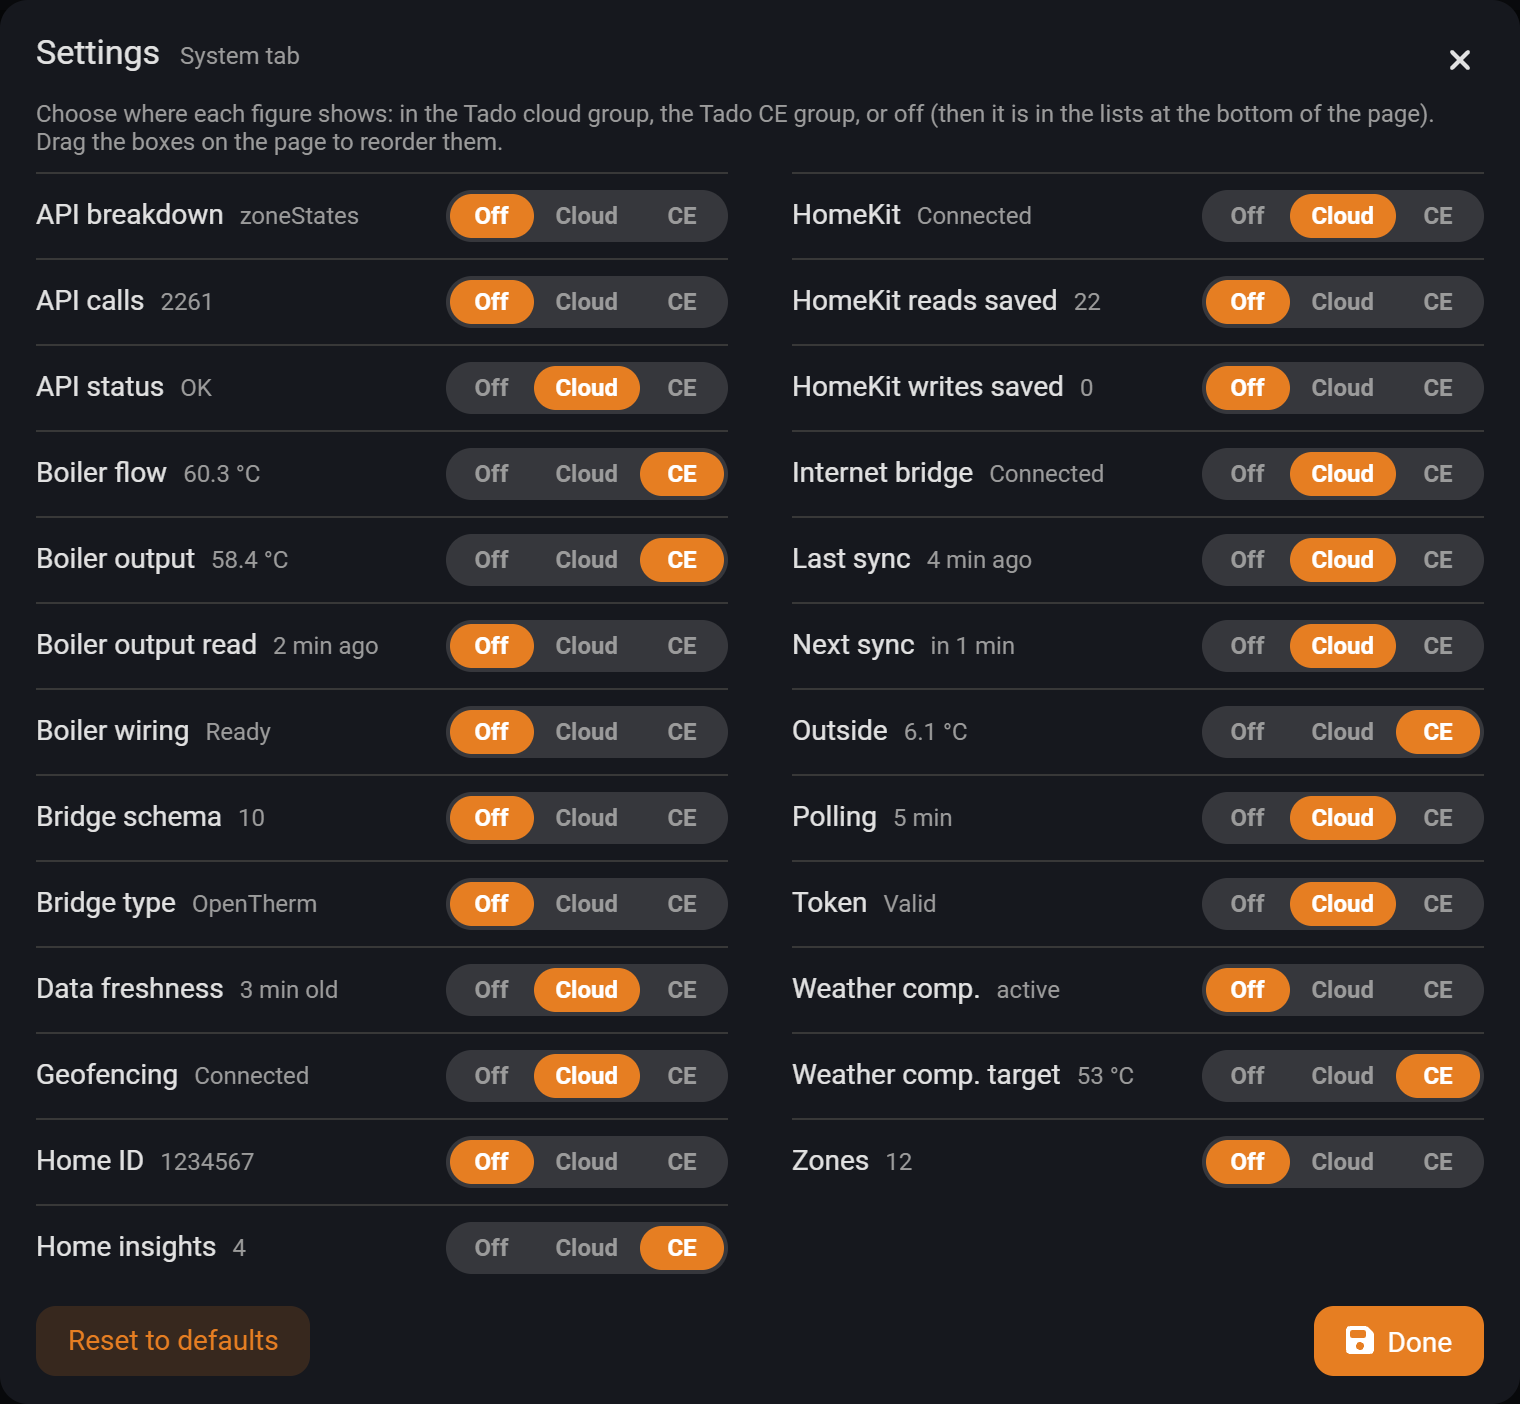 Settings System tab
Choose where each figure shows: in the Tado cloud group, the Tado CE group, or off (then it is in the lists at the bottom of the page).
Drag the boxes on the page to reorder them.
API breakdown zoneStates Off Cloud CE
API calls 2261 Off Cloud CE
API status OK Off Cloud CE
Boiler flow 60.3 °C Off Cloud CE
Boiler output 58.4 °C Off Cloud CE
Boiler output read 2 min ago Off Cloud CE
Boiler wiring Ready Off Cloud CE
Bridge schema 10 Off Cloud CE
Bridge type OpenTherm Off Cloud CE
Data freshness 3 min old Off Cloud CE
Geofencing Connected Off Cloud CE
Home ID 1234567 Off Cloud CE
Home insights 4 Off Cloud CE
HomeKit Connected Off Cloud CE
HomeKit reads saved 22 Off Cloud CE
HomeKit writes saved 0 Off Cloud CE
Internet bridge Connected Off Cloud CE
Last sync 4 min ago Off Cloud CE
Next sync in 1 min Off Cloud CE
Outside 6.1 °C Off Cloud CE
Polling 5 min Off Cloud CE
Token Valid Off Cloud CE
Weather comp. active Off Cloud CE
Weather comp. target 53 °C Off Cloud CE
Zones 12 Off Cloud CE
Reset to defaults
Done